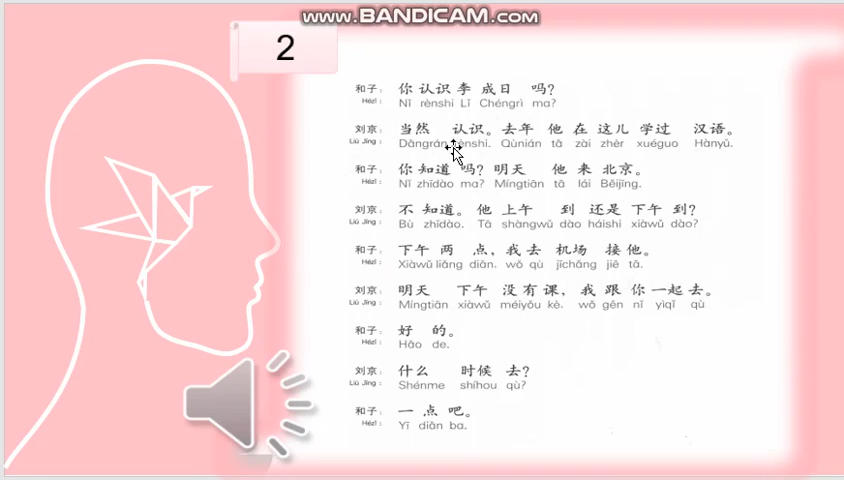 www.BANDICAM.com
2
和子： 你 认识 李 成日 吗？
Hézǐ： Nǐ rènshi Lǐ Chéngrì ma?
刘京： 当然 认识。去年 他 在 这儿 学过 汉语。
Liú Jīng： Dāngrán rènshi. Qùnián tā zài zhèr xuéguo Hànyǔ.
和子： 你 知道 吗？明天 他 来 北京。
Hézǐ： Nǐ zhīdào ma? Míngtiān tā lái Běijīng.
刘京： 不 知道。他 上午 到 还是 下午 到？
Liú Jīng： Bù zhīdào. Tā shàngwǔ dào háishi xiàwǔ dào?
和子： 下午 两 点，我 去 机场 接 他。
Hézǐ： Xiàwǔ liǎng diǎn. wǒ qù jīchǎng jiē tā.
刘京： 明天 下午 没有 课，我 跟 你 一起 去。
Liú Jīng： Míngtiān xiàwǔ méiyǒu kè. wǒ gēn nǐ yìqǐ qù
和子： 好 的。
Hézǐ： Hǎo de.
刘京： 什么 时候 去？
Liú Jīng： Shénme shíhou qù?
和子： 一 点 吧。
Hézǐ： Yī diǎn ba.